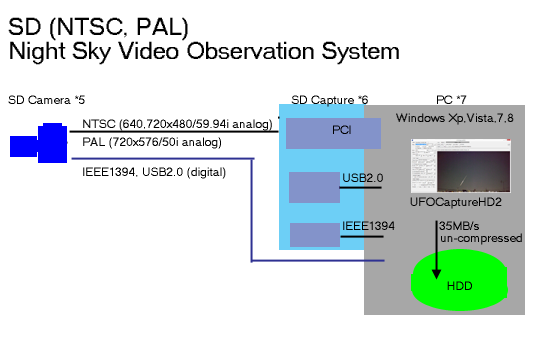 SD (NTSC, PAL)
Night Sky Video Observation System
SD Camera *5
SD Capture *6
PC *7
NTSC (640,720x480/59.94i analog)
PAL (720x576/50i analog)
IEEE1394, USB2.0 (digital)
PCI
USB2.0
IEEE1394
Windows Xp,Vista,7,8
UFOCaptureHD2
35MB/s
un-compressed
HDD